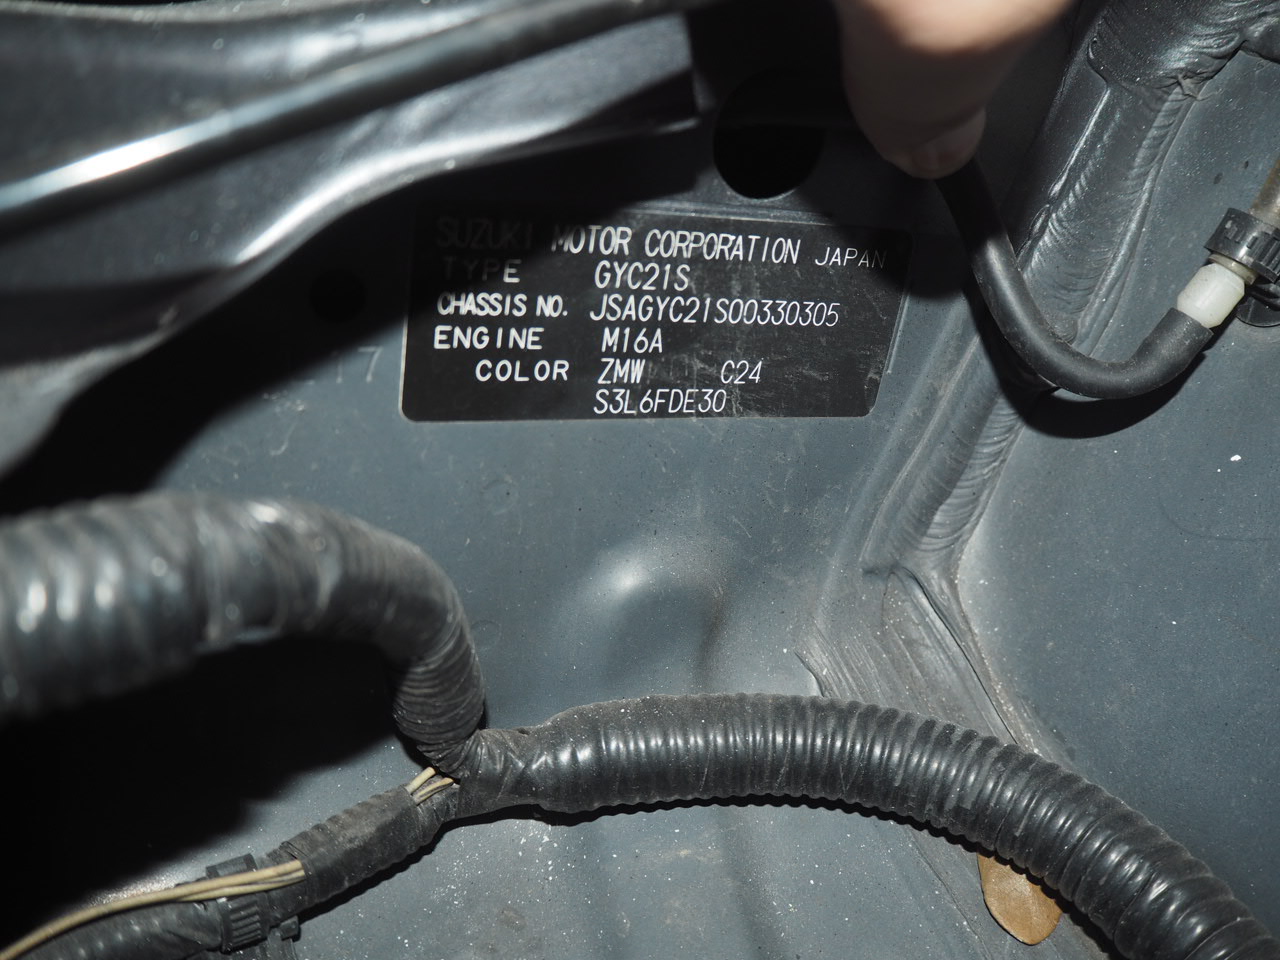 SUZUKI MOTOR CORPORATION JAPAN
TYPE GYC21S
CHASSIS NO. JSAGYC21S00330305
ENGINE M16A
COLOR ZMW C24
S3L6FDE30